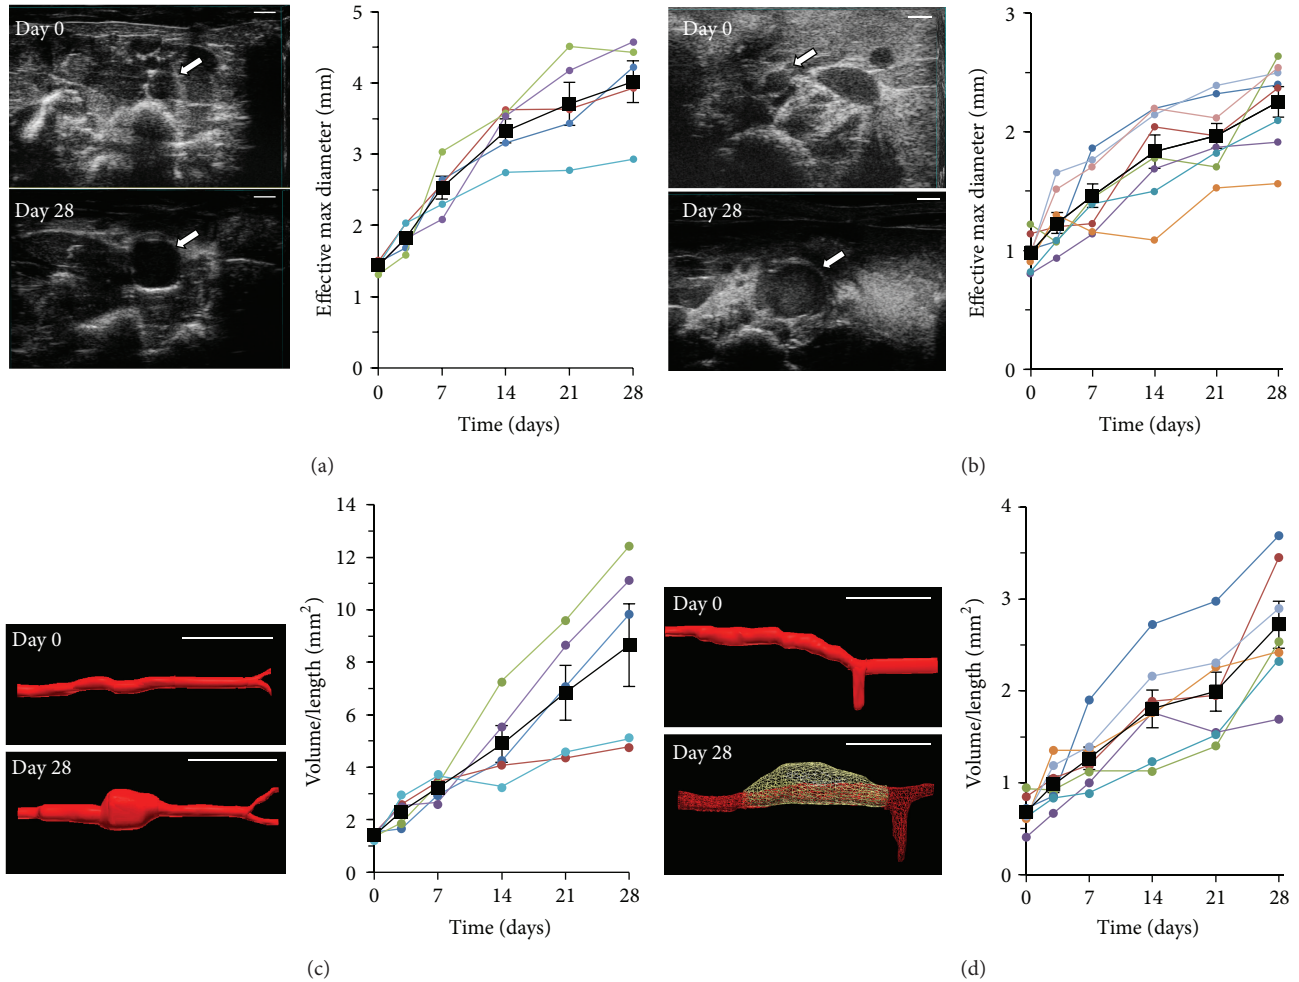 Day 0
Day 28
Effective max diameter (mm)
5
4
3
2
1
0
0 7 14 21 28
Time (days)
(a)
Day 0
Day 28
Effective max diameter (mm)
3
2
1
0
0 7 14 21 28
Time (days)
(b)
Day 0
Day 28
Volume/length (mm²)
14
12
10
8
6
4
2
0
0 7 14 21 28
Time (days)
(c)
Day 0
Day 28
Volume/length (mm²)
4
3
2
1
0
0 7 14 21 28
Time (days)
(d)